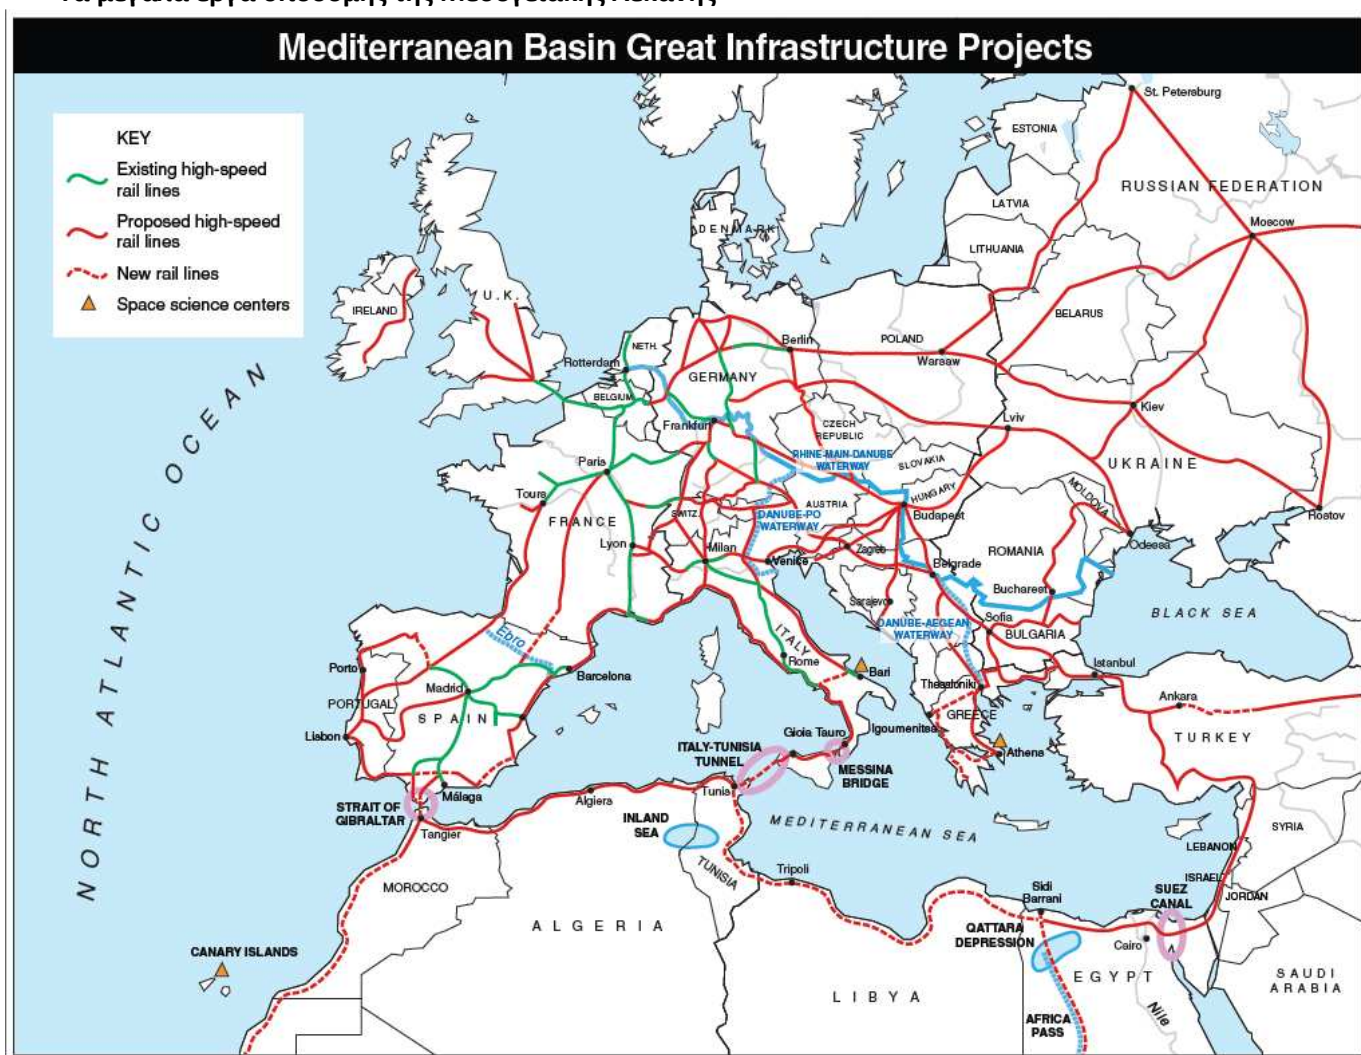 Τα μεγάλα έργα υποδομής της Μεσογειακής Λεκάνης
Mediterranean Basin Great Infrastructure Projects
KEY
Existing high-speed
rail lines
Proposed high-speed
rail lines
New rail lines
Space science centers
NORTH ATLANTIC OCEAN
St. Petersburg
ESTONIA
RUSSIAN FEDERATION
LATVIA
Moscow
LITHUANIA
DENMARK
BELARUS
IRELAND
U.K.
NETH.
Rotterdam
Berlin
POLAND
Warsaw
GERMANY
BELGIUM
Kiev
Lviv
Frankfurt
CZECH
REPUBLIC
RHINE-MAIN-DANUBE
WATERWAY
SLOVAKIA
UKRAINE
Paris
Tours
FRANCE
SWITZ.
AUSTRIA
HUNGARY
Budapest
MOLDOVA
Rostov
DANUBE-PO
WATERWAY
Odessa
Lyon
Milan
Venice
Zagreb
ROMANIA
Belgrade
Bucharest
Sarajevo
DANUBE-AEGEAN
WATERWAY
Sofia
BULGARIA
BLACK SEA
Ebro
ITALY
Rome
Bari
Istanbul
Porto
Barcelona
Madrid
PORTUGAL
SPAIN
Thessaloniki
Ankara
Lisbon
Igoumenitsa
GREECE
Gioia Tauro
Athens
TURKEY
ITALY-TUNISIA
TUNNEL
MESSINA
BRIDGE
Málaga
STRAIT OF
GIBRALTAR
Tangier
Algiers
Tunis
INLAND
SEA
MEDITERRANEAN SEA
SYRIA
LEBANON
TUNISIA
Tripoli
ISRAEL
JORDAN
MOROCCO
Sidi
Barrani
SUEZ
CANAL
ALGERIA
QATTARA
DEPRESSION
Cairo
CANARY ISLANDS
EGYPT
SAUDI
ARABIA
LIBYA
AFRICA
PASS
Nile